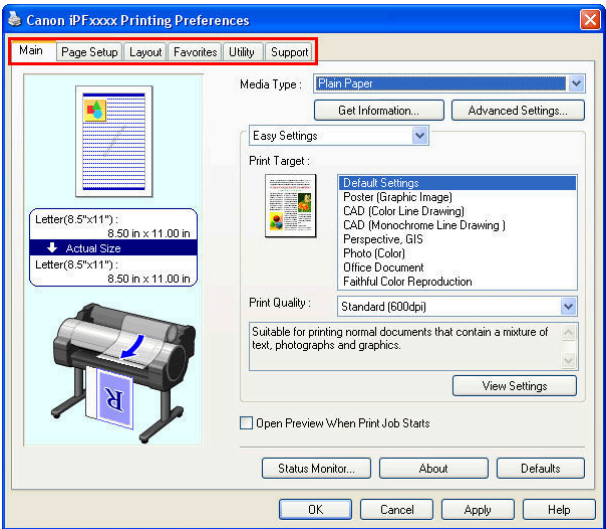 Canon iPFxxxx Printing Preferences
Main Page Setup Layout Favorites Utility Support
Media Type : Plain Paper
Get Information... Advanced Settings...
Easy Settings
Print Target :
Default Settings
Poster (Graphic Image)
CAD (Color Line Drawing)
CAD (Monochrome Line Drawing )
Perspective, GIS
Photo (Color)
Office Document
Faithful Color Reproduction
Letter(8.5"x11") :
8.50 in x 11.00 in
Actual Size
Letter(8.5"x11") :
8.50 in x 11.00 in
R
Print Quality : Standard (600dpi)
Suitable for printing normal documents that contain a mixture of
text, photographs and graphics.
View Settings
Open Preview When Print Job Starts
Status Monitor... About Defaults
OK Cancel Apply Help